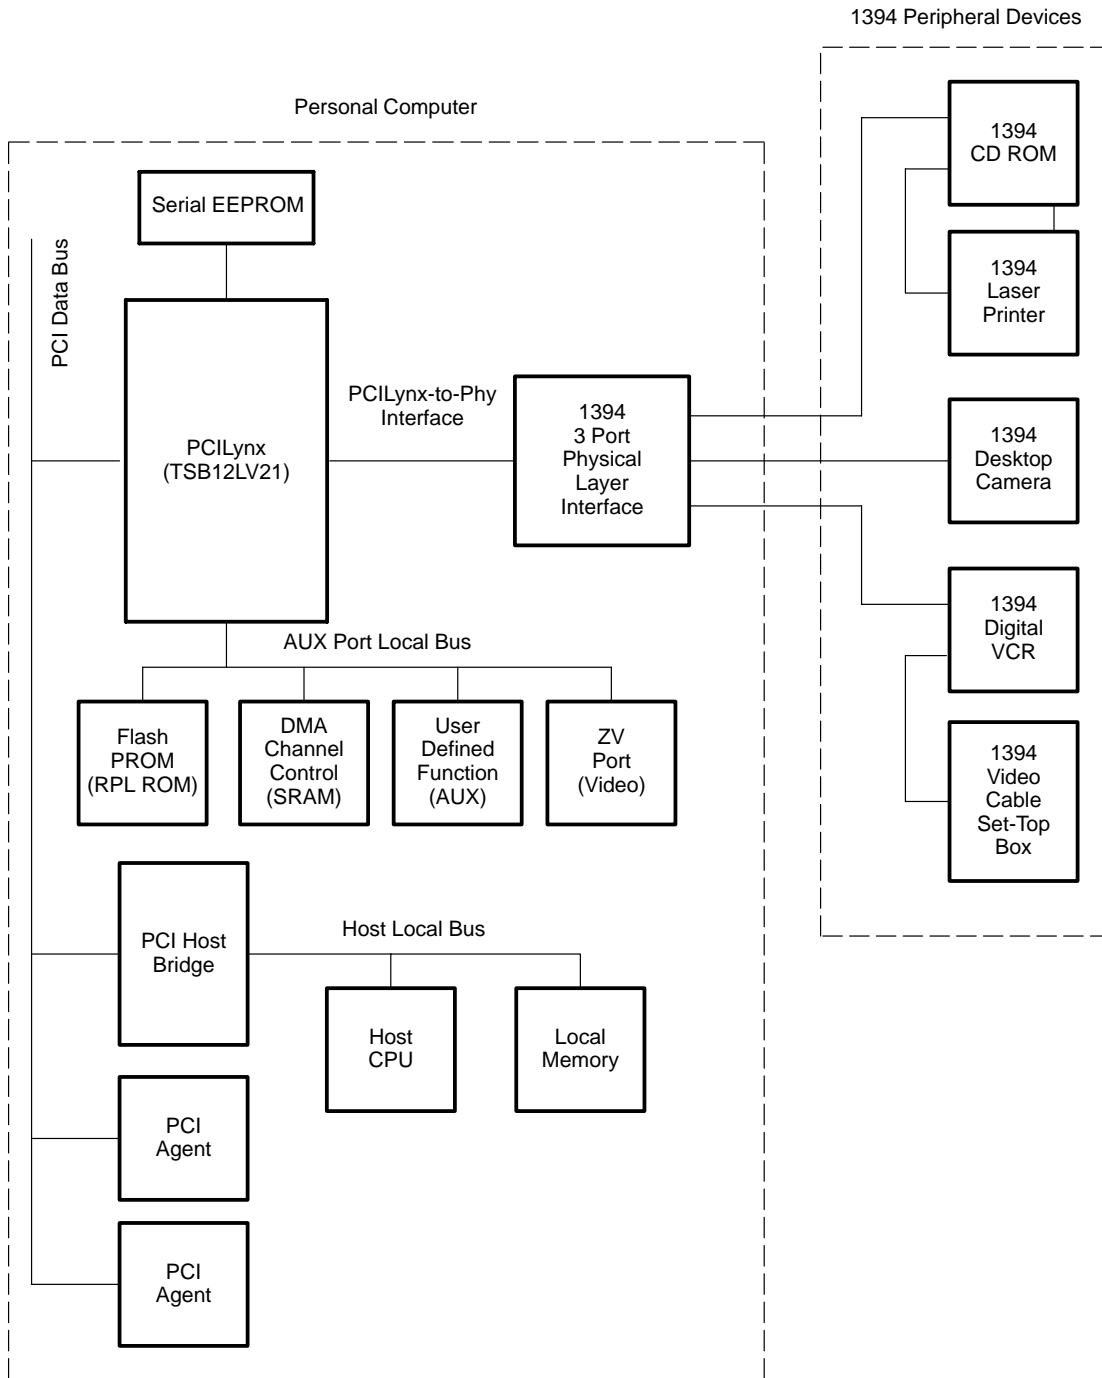 1394 Peripheral Devices
Personal Computer
1394
CD ROM
Serial EEPROM
PCI Data Bus
1394
Laser
Printer
PCILynx-to-Phy
Interface
PCILynx
(TSB12LV21)
1394
3 Port
Physical
Layer
Interface
1394
Desktop
Camera
1394
Digital
VCR
AUX Port Local Bus
Flash
PROM
(RPL ROM)
DMA
Channel
Control
(SRAM)
User
Defined
Function
(AUX)
ZV
Port
(Video)
1394
Video
Cable
Set-Top
Box
PCI Host
Bridge
Host Local Bus
Host
CPU
Local
Memory
PCI
Agent
PCI
Agent